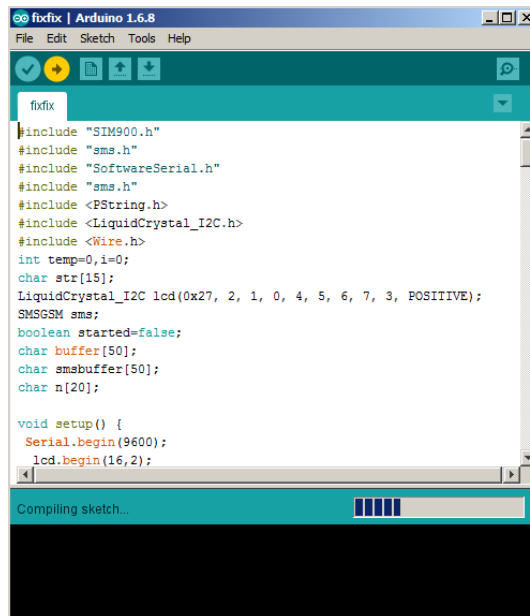 fixfix | Arduino 1.6.8
File Edit Sketch Tools Help
fixfix
#include "SIM900.h"
#include "sms.h"
#include "SoftwareSerial.h"
#include "sms.h"
#include <PString.h>
#include <LiquidCrystal_I2C.h>
#include <Wire.h>
int temp=0,i=0;
char str[15];
LiquidCrystal_I2C lcd(0x27, 2, 1, 0, 4, 5, 6, 7, 3, POSITIVE);
SMSGSM sms;
boolean started=false;
char buffer[50];
char smsbuffer[50];
char n[20];
void setup() {
Serial.begin(9600);
lcd.begin(16,2);
Compiling sketch...